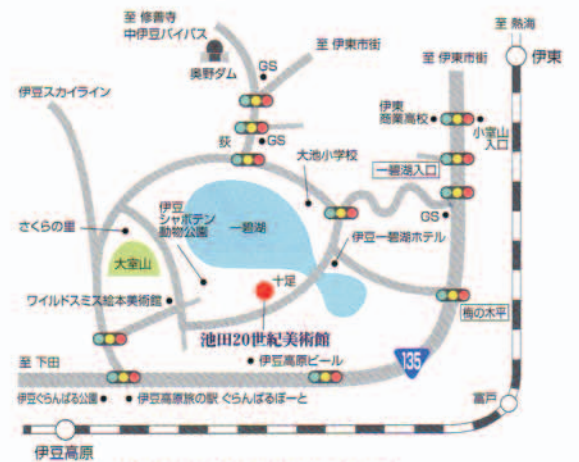 至 修善寺
中伊豆バイパス
奥野ダム
GS
至 伊東市街
至 熱海
伊東
至 伊東市街
伊豆スカイライン
荻
GS
伊東
商業高校
小室山
入口
大池小学校
一碧湖入口
GS
さくらの里
伊豆
シャボテン
動物公園
一碧湖
大室山
伊豆一碧湖ホテル
十足
ワイルドスミス絵本美術館
梅の木平
池田20世紀美術館
至 下田
伊豆高原ビール
135
伊豆ぐらんぱる公園
伊豆高原旅の駅 ぐらんぱるぽーと
富戸
伊豆高原